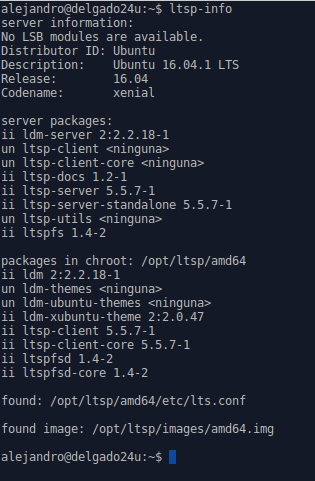 alejandro@delgado24u:~$ ltsp-info
server information:
No LSB modules are available.
Distributor ID: Ubuntu
Description:    Ubuntu 16.04.1 LTS
Release:        16.04
Codename:       xenial

server packages:
ii ldm-server 2:2.2.18-1
un ltsp-client <ninguna>
un ltsp-client-core <ninguna>
ii ltsp-docs 1.2-1
ii ltsp-server 5.5.7-1
ii ltsp-server-standalone 5.5.7-1
un ltsp-utils <ninguna>
ii ltspfs 1.4-2

packages in chroot: /opt/ltsp/amd64
ii ldm 2:2.2.18-1
un ldm-themes <ninguna>
un ldm-ubuntu-themes <ninguna>
ii ldm-xubuntu-theme 2:2.0.47
ii ltsp-client 5.5.7-1
ii ltsp-client-core 5.5.7-1
ii ltspfsd 1.4-2
ii ltspfsd-core 1.4-2

found: /opt/ltsp/amd64/etc/lts.conf

found image: /opt/ltsp/images/amd64.img

alejandro@delgado24u:~$